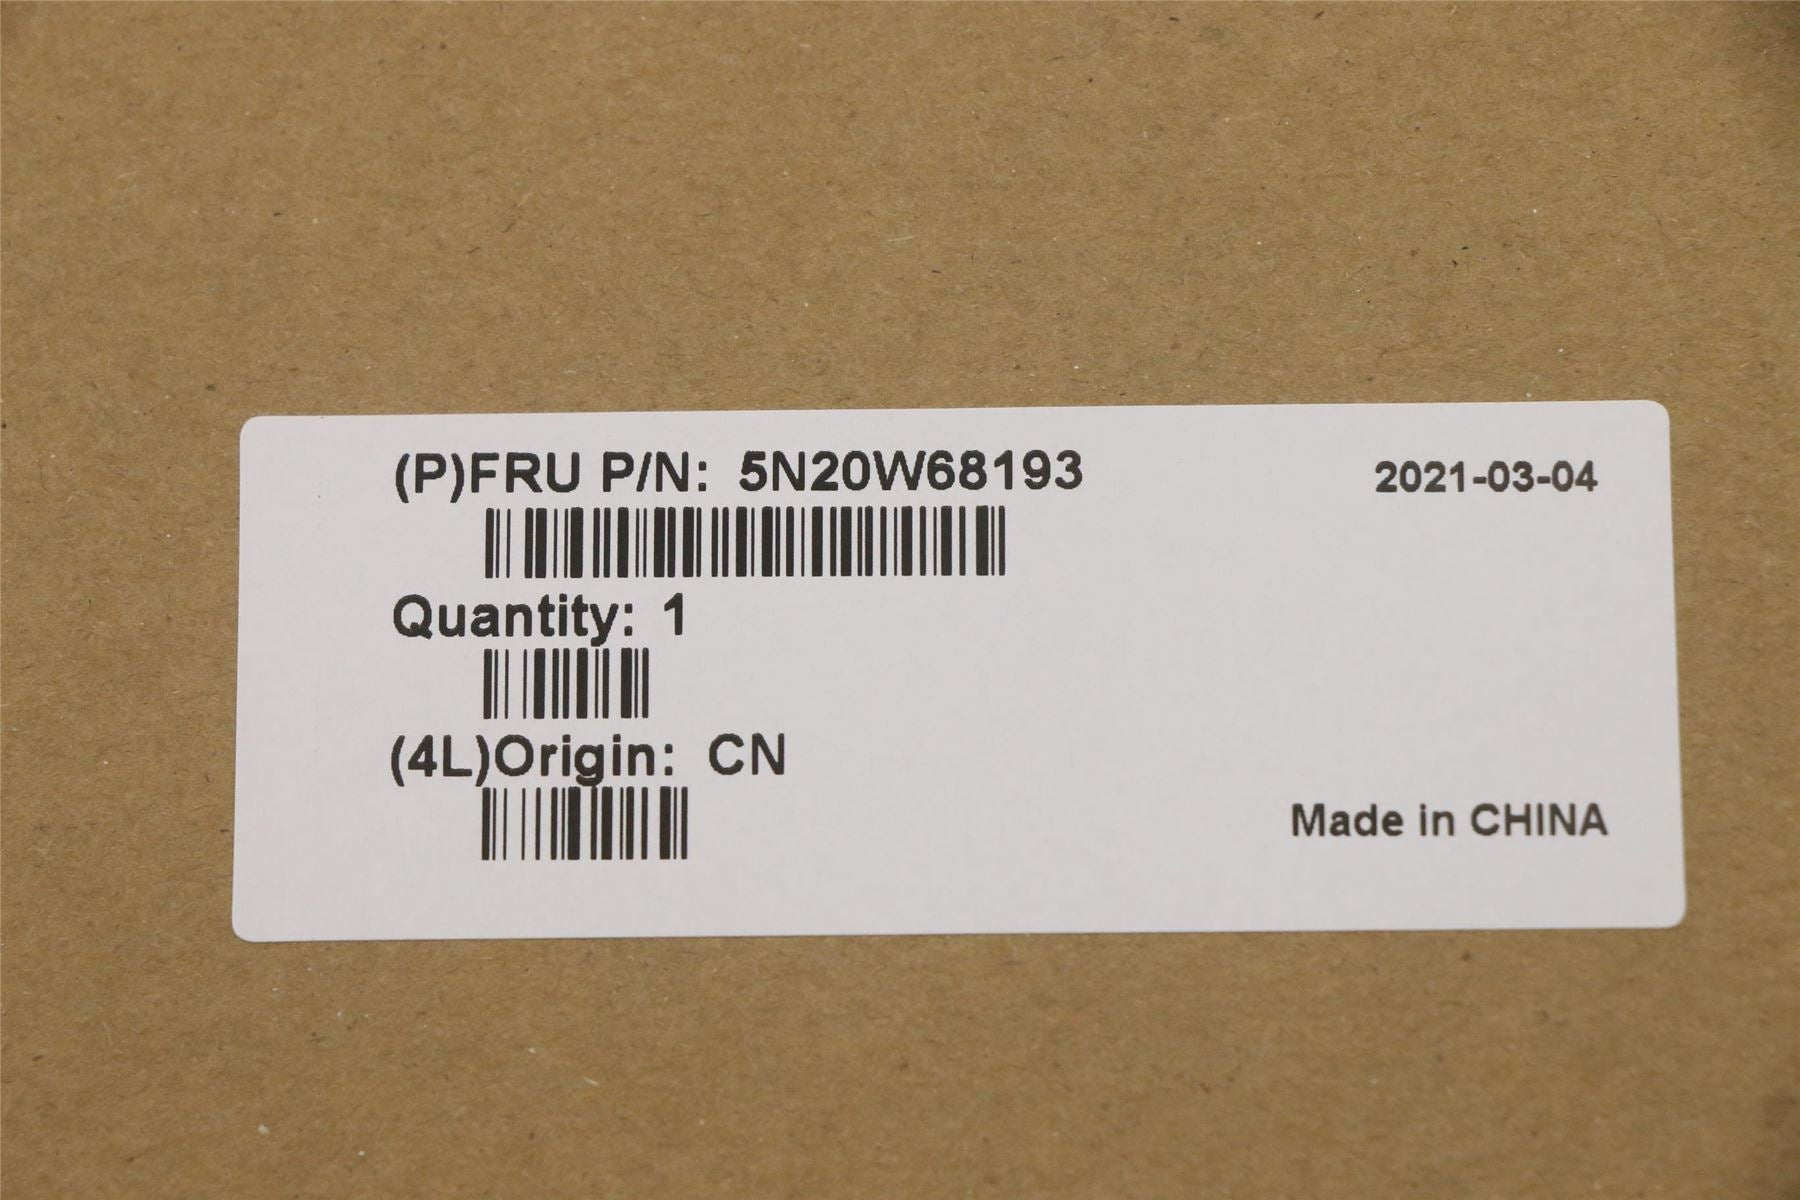 (P)FRU P/N: 5N20W68193
2021-03-04
Quantity: 1
(4L)Origin: CN
Made in CHINA